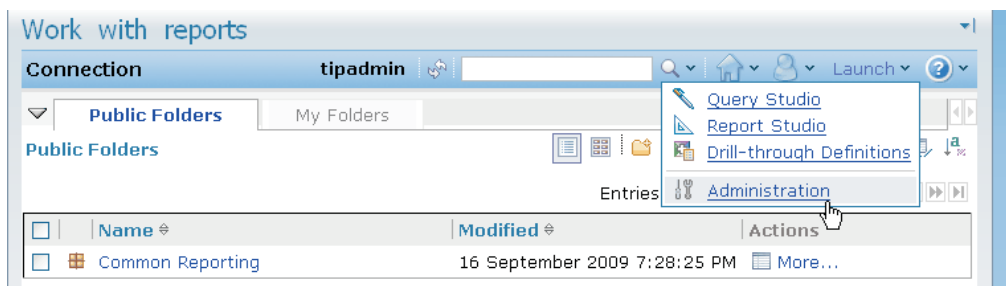 Work with reports
Connection tipadmin Launch ?
Public Folders My Folders
Query Studio
Report Studio
Drill-through Definitions
Administration
Public Folders
Entries
Name Modified Actions
Common Reporting 16 September 2009 7:28:25 PM More...